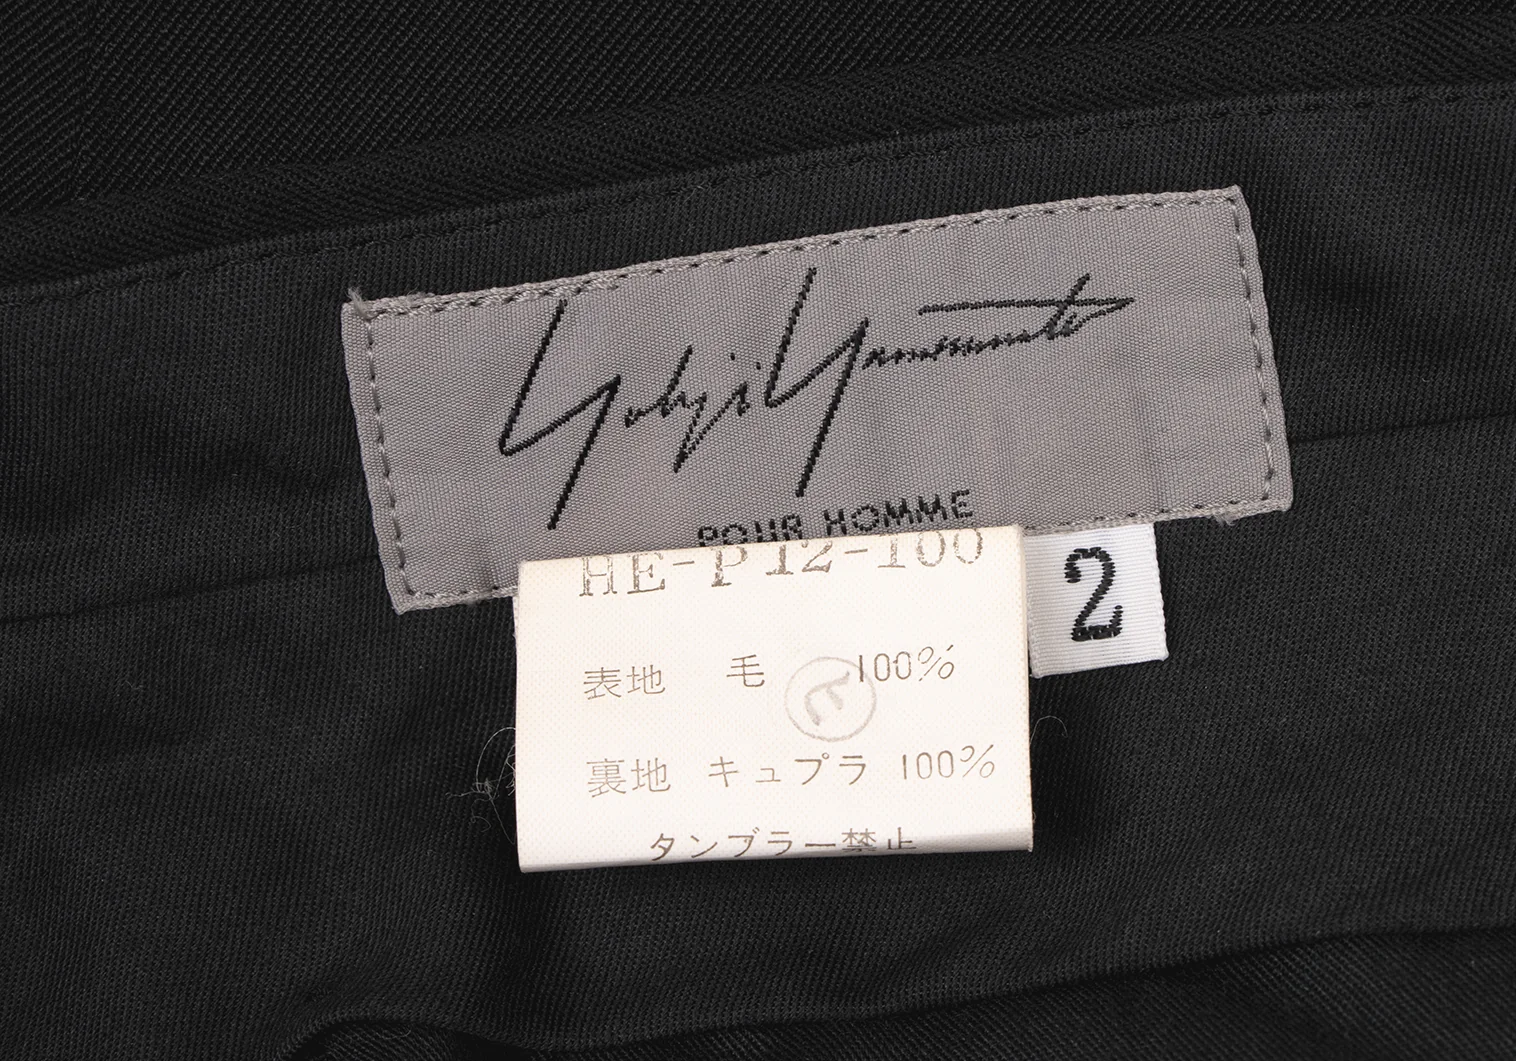 Yohji Yamamoto
POUR HOMME
HE-P12-100
2
表地 毛 100%
裏地 キュプラ 100%
タンブラー禁止